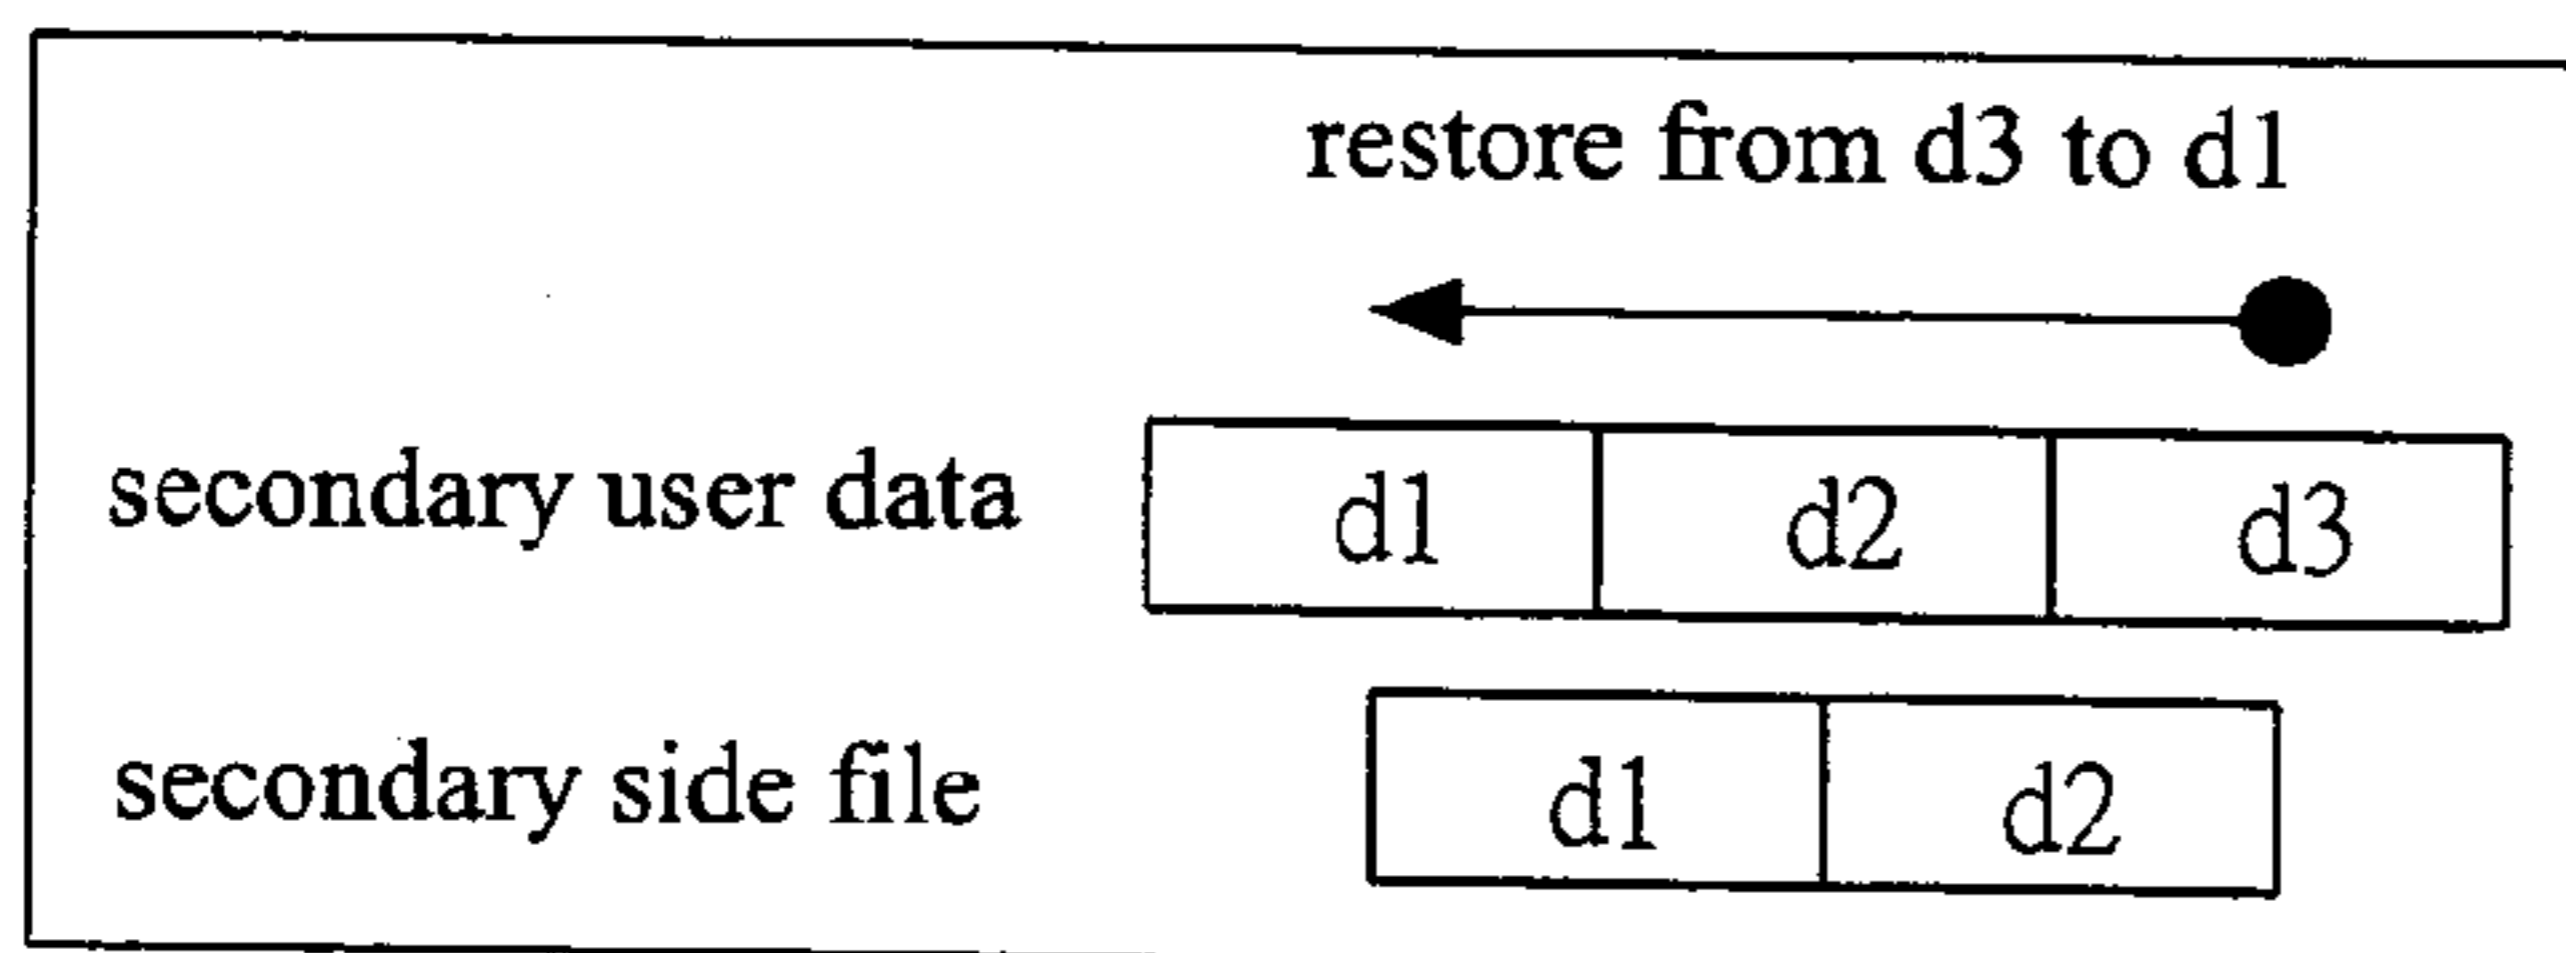 restore from d3 to d1
secondary user data d1 d2 d3
secondary side file d1 d2